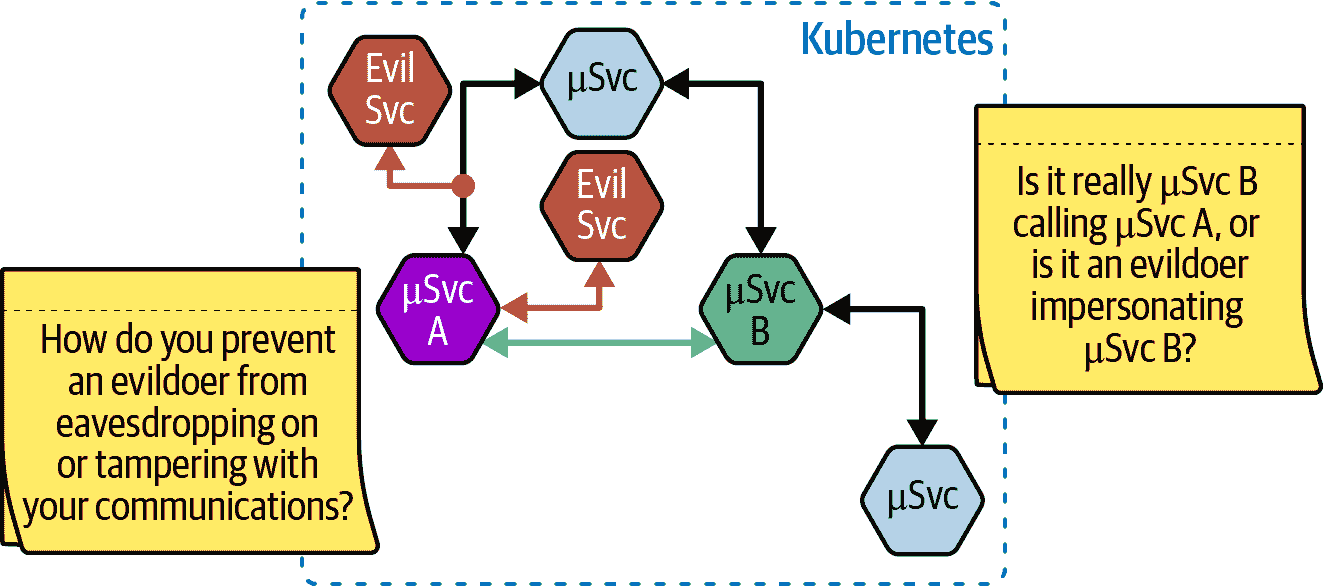 Kubernetes
Evil
Svc
μSvc
Evil
Svc
μSvc
A
μSvc
B
μSvc
How do you prevent
an evildoer from
eavesdropping on
or tampering with
your communications?
Is it really μSvc B
calling μSvc A, or
is it an evildoer
impersonating
μSvc B?